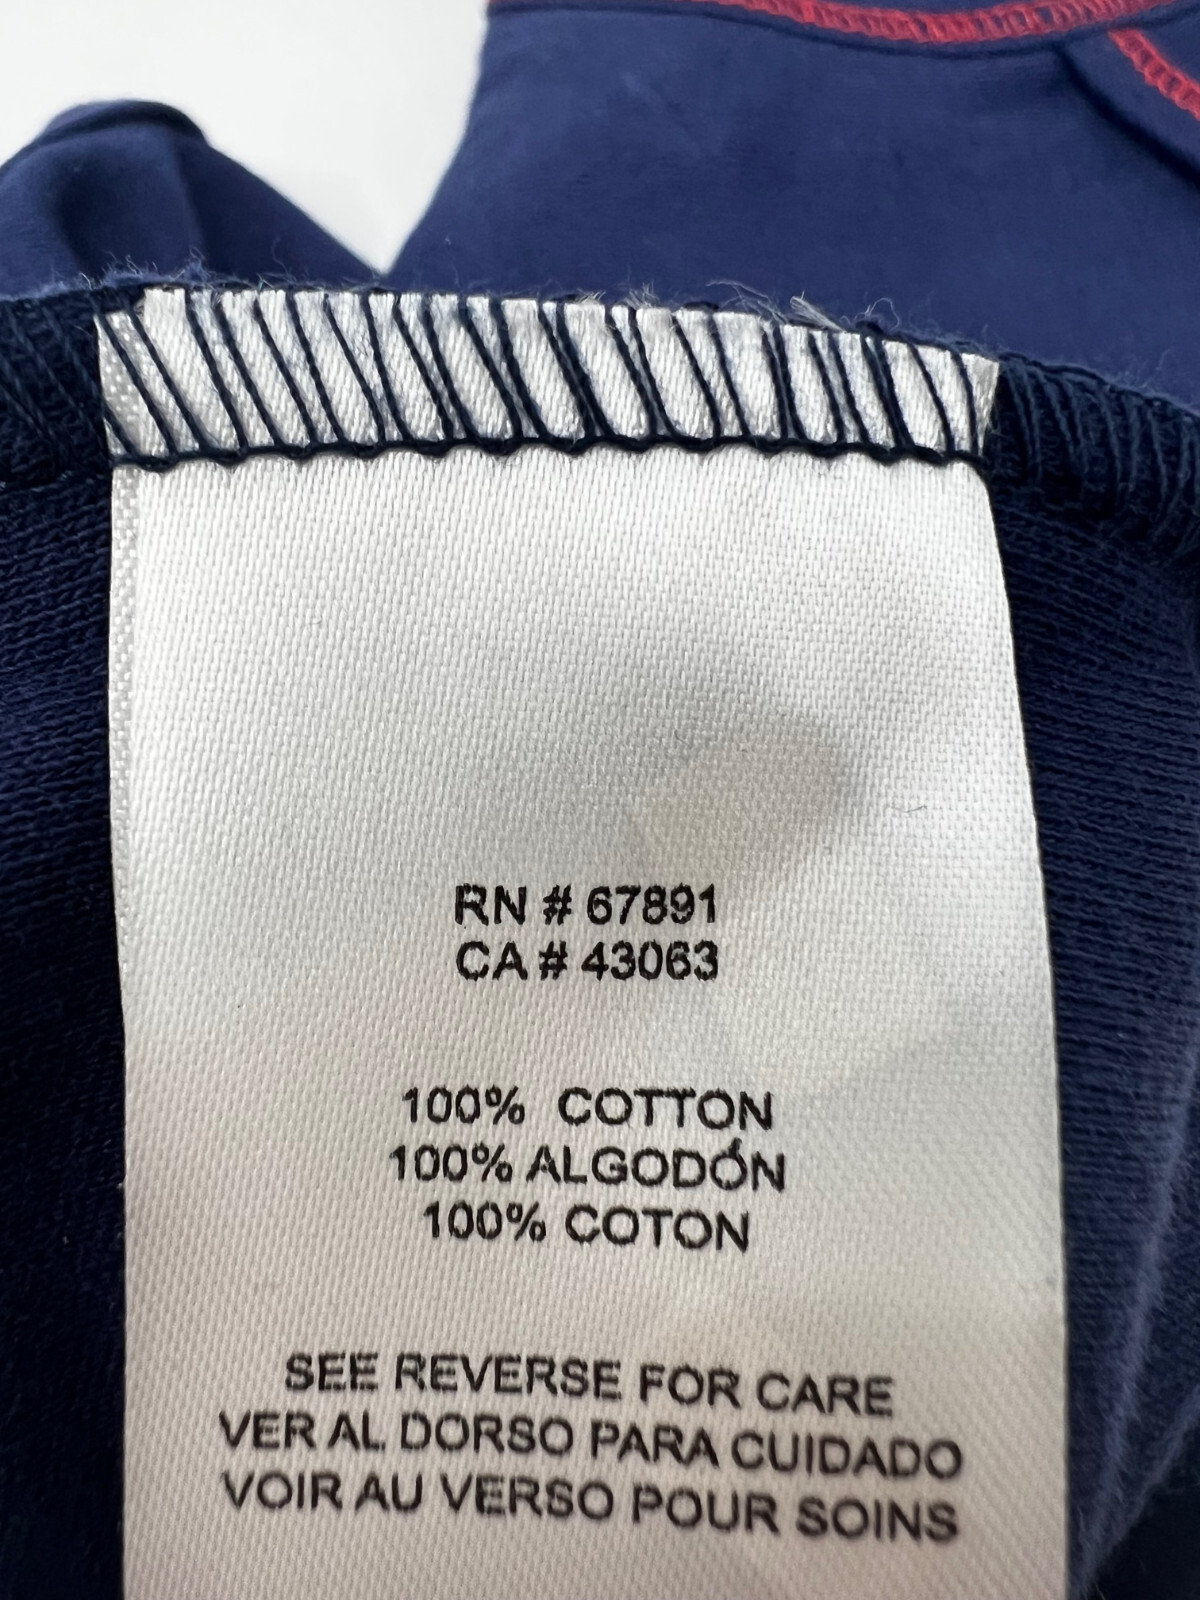 RN # 67891
CA # 43063
100% COTTON
100% ALGODÓN
100% COTON
SEE REVERSE FOR CARE
VER AL DORSO PARA CUIDADO
VOIR AU VERSO POUR SOINS